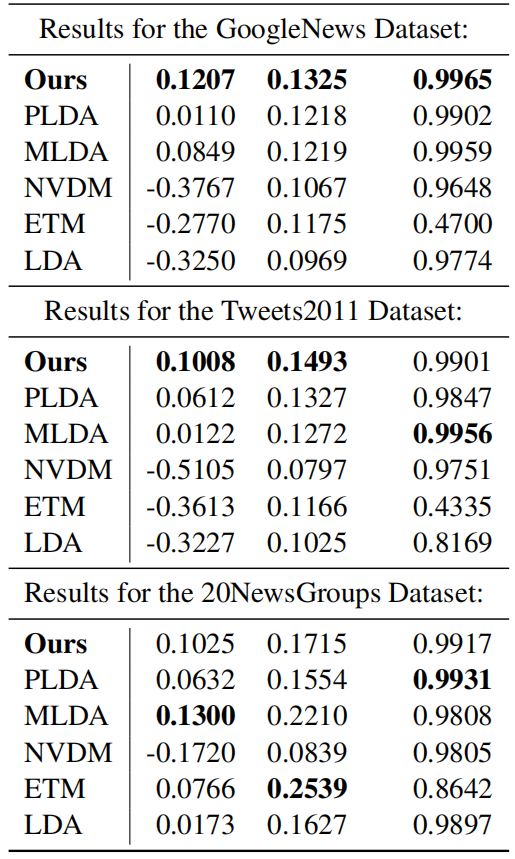 Results for the GoogleNews Dataset:
Ours 0.1207 0.1325 0.9965
PLDA 0.0110 0.1218 0.9902
MLDA 0.0849 0.1219 0.9959
NVDM -0.3767 0.1067 0.9648
ETM -0.2770 0.1175 0.4700
LDA -0.3250 0.0969 0.9774
Results for the Tweets2011 Dataset:
Ours 0.1008 0.1493 0.9901
PLDA 0.0612 0.1327 0.9847
MLDA 0.0122 0.1272 0.9956
NVDM -0.5105 0.0797 0.9751
ETM -0.3613 0.1166 0.4335
LDA -0.3227 0.1025 0.8169
Results for the 20NewsGroups Dataset:
Ours 0.1025 0.1715 0.9917
PLDA 0.0632 0.1554 0.9931
MLDA 0.1300 0.2210 0.9808
NVDM -0.1720 0.0839 0.9805
ETM 0.0766 0.2539 0.8642
LDA 0.0173 0.1627 0.9897